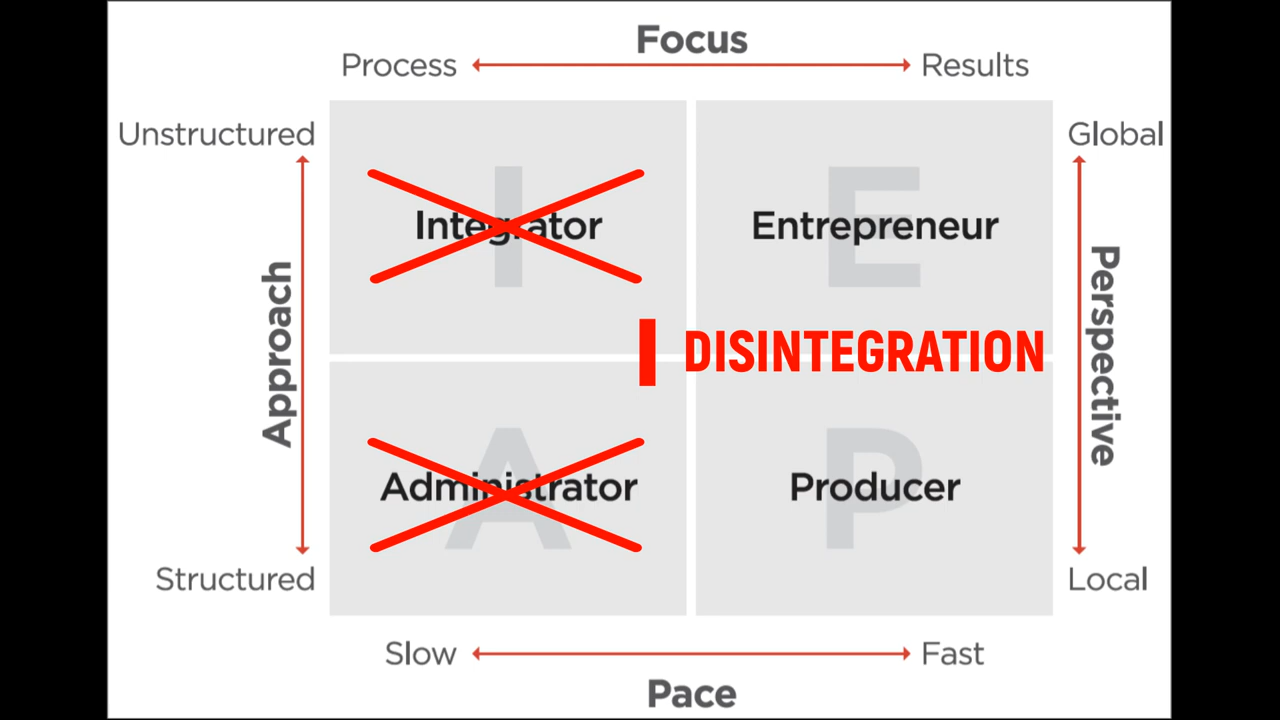 Focus
Process Results
Unstructured Global
I E
Integrator Entrepreneur
Approach Perspective
DISINTEGRATION
A P
Administrator Producer
Structured Local
Slow Fast
Pace